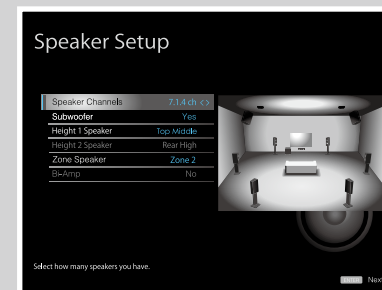 Speaker Setup
Speaker Channels 7.1.4 ch < >
Subwoofer Yes
Height 1 Speaker Top Middle
Height 2 Speaker Rear High
Zone Speaker Zone 2
Bi-Amp No
Select how many speakers you have.
ENTER Next